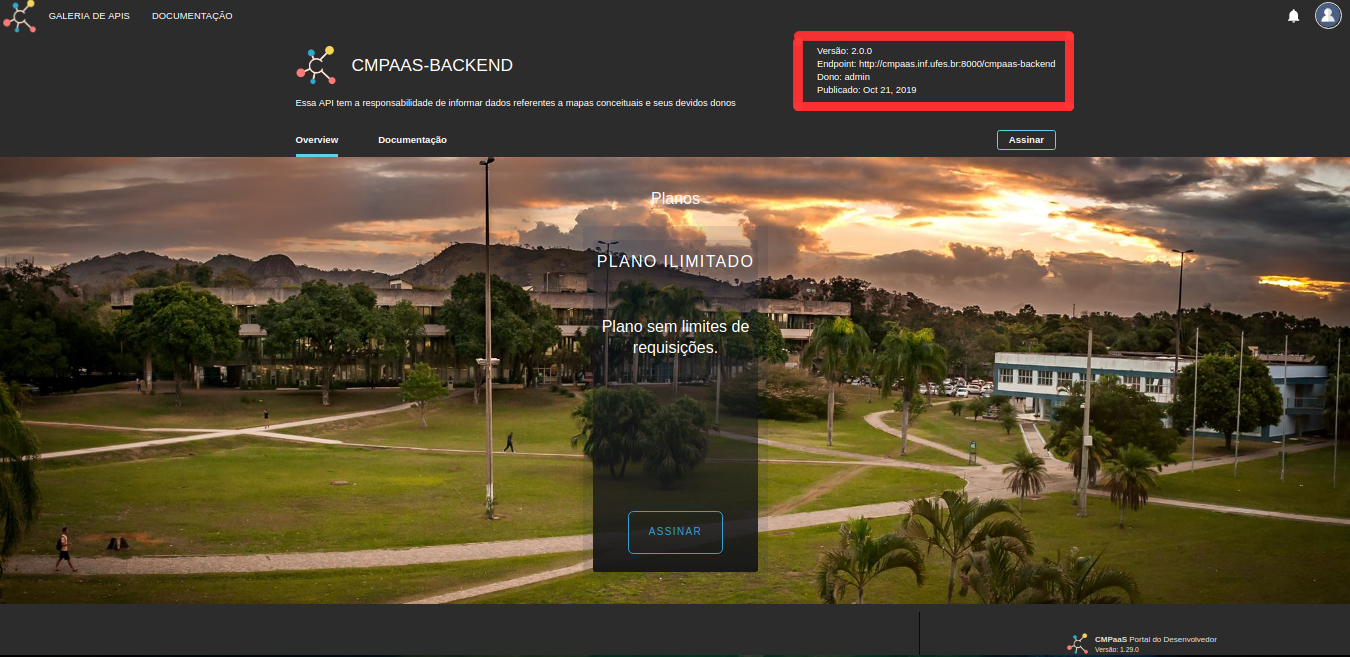 GALERIA DE APIS
DOCUMENTAÇÃO
CMPAAS-BACKEND
Essa API tem a responsabilidade de informar dados referentes a mapas conceituais e seus devidos donos
Versão: 2.0.0
Endpoint: http://cmpaas.inf.ufes.br:8000/cmpaas-backend
Dono: admin
Publicado: Oct 21, 2019
Overview
Documentação
Assinar
Planos
PLANO ILIMITADO
Plano sem limites de
requisições.
ASSINAR
CMPaaS Portal do Desenvolvedor
Versão: 1.29.0